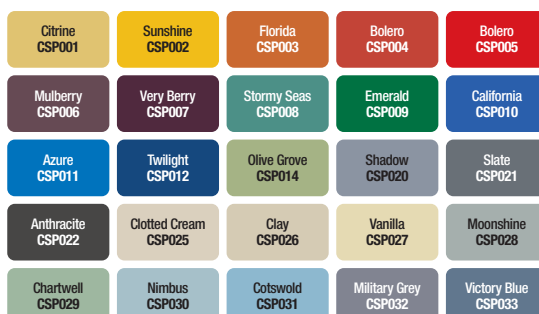 Citrine
CSP001
Sunshine
CSP002
Florida
CSP003
Bolero
CSP004
Bolero
CSP005
Mulberry
CSP006
Very Berry
CSP007
Stormy Seas
CSP008
Emerald
CSP009
California
CSP010
Azure
CSP011
Twilight
CSP012
Olive Grove
CSP014
Shadow
CSP020
Slate
CSP021
Anthracite
CSP022
Clotted Cream
CSP025
Clay
CSP026
Vanilla
CSP027
Moonshine
CSP028
Chartwell
CSP029
Nimbus
CSP030
Cotswold
CSP031
Military Grey
CSP032
Victory Blue
CSP033